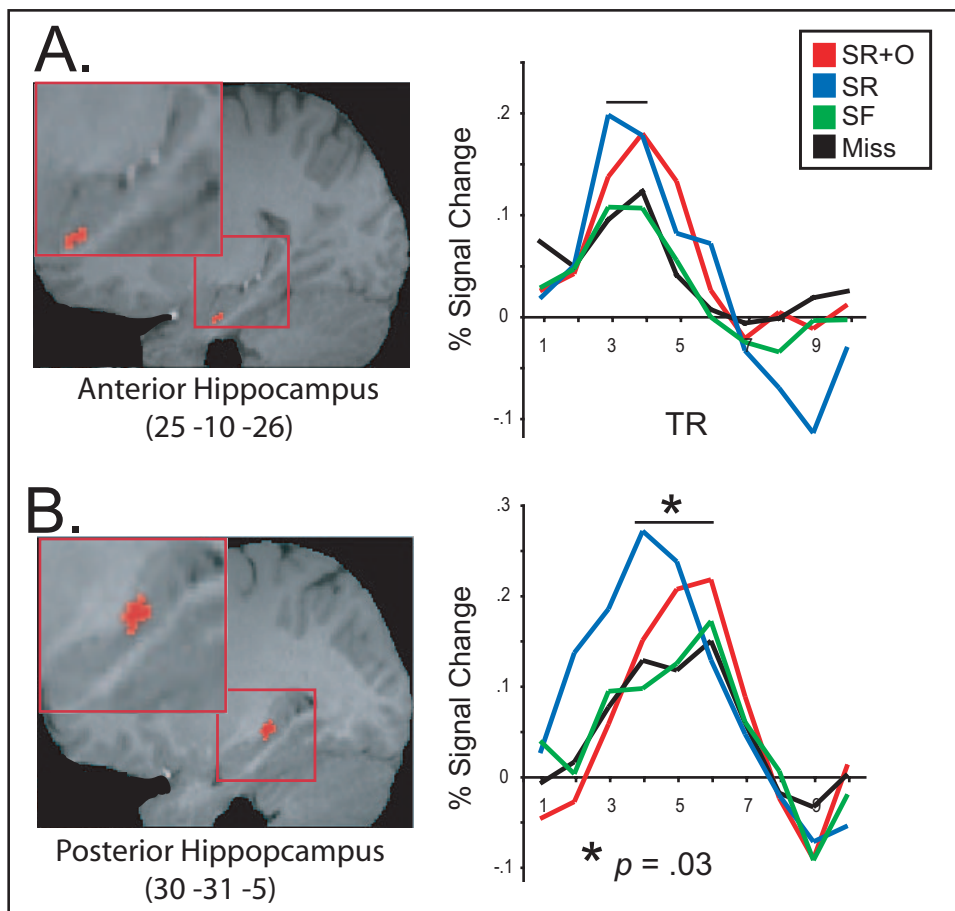 A.
SR+O
SR
SF
Miss
% Signal Change
.2
.1
0
-.1
1
3
5
7
9
TR
Anterior Hippocampus
(25 -10 -26)
B.
% Signal Change
.3
.2
.1
0
-.1
1
3
5
7
9
*
* p = .03
Posterior Hippopcampus
(30 -31 -5)